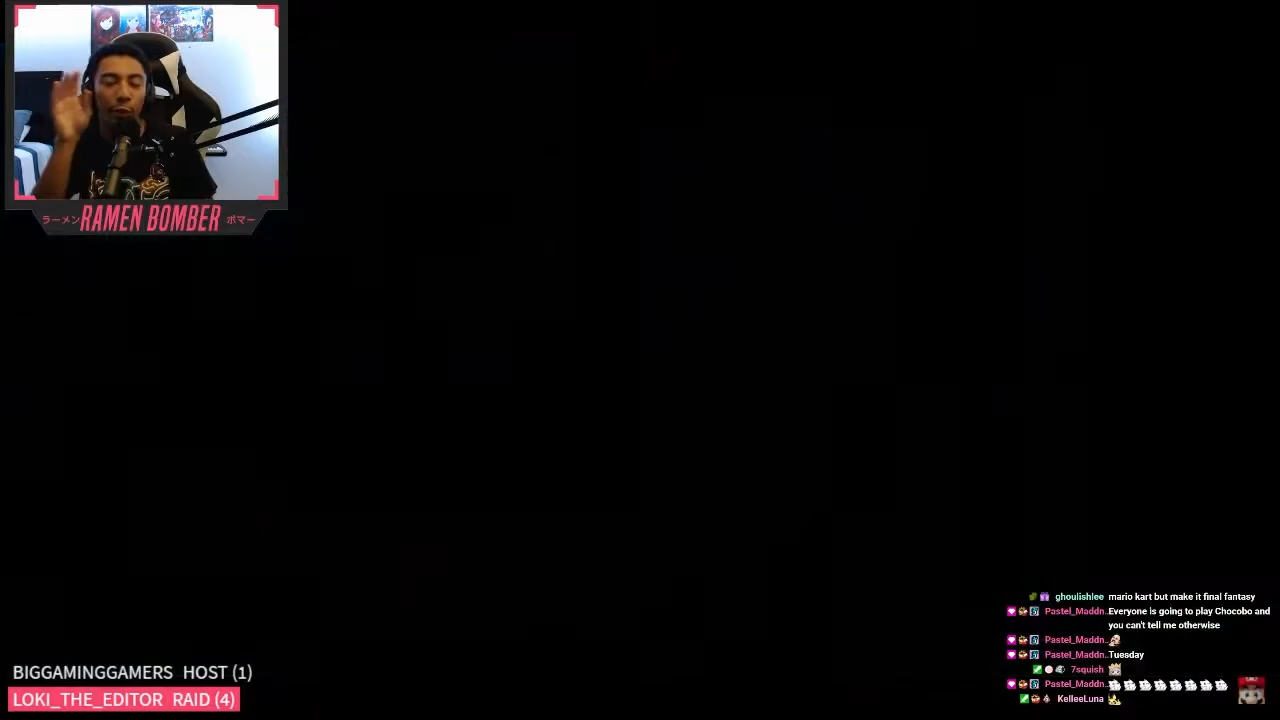 ラーメン RAMEN BOMBER ボマー
BIGGAMINGGAMERS HOST (1)
LOKI_THE_EDITOR RAID (4)
ghoulishlee mario kart but make it final fantasy
Pastel_Maddn.. Everyone is going to play Chocobo and
you can't tell me otherwise
Pastel_Maddn..
Pastel_Maddn.. Tuesday
7squish
Pastel_Maddn..
KelleeLuna